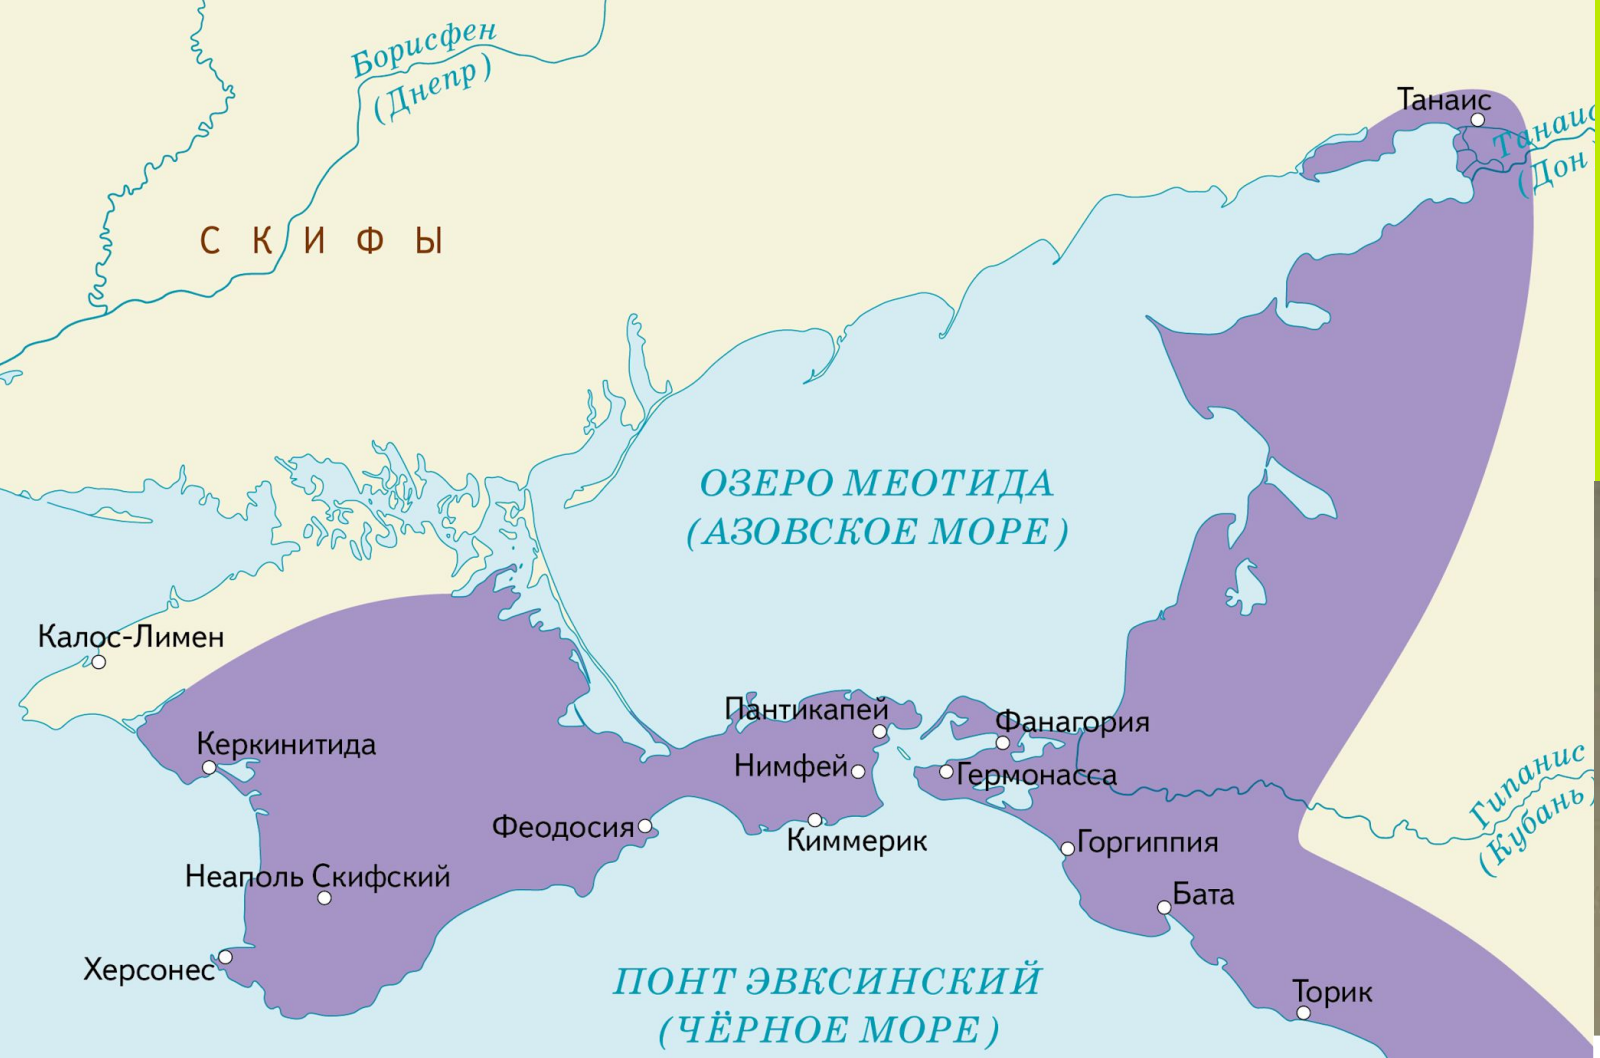 Борисфен
(Днепр)
Танаис
Танаис
(Дон
СКИФЫ
ОЗЕРО МЕОТИДА
(АЗОВСКОЕ МОРЕ)
Калос-Лимен
Пантикапей
Фанагория
Керкинитида
Нимфей
Гермонасса
Гипанис
(Кубань)
Феодосия
Киммерик
Горгиппия
Неаполь Скифский
Бата
Херсонес
ПОНТ ЭВКСИНСКИЙ
(ЧЁРНОЕ МОРЕ)
Торик